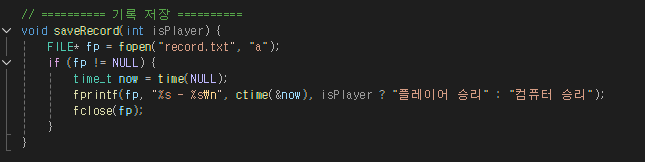 // ========== 기록 저장 ==========
void saveRecord(int isPlayer) {
    FILE* fp = fopen("record.txt", "a");
    if (fp != NULL) {
        time_t now = time(NULL);
        fprintf(fp, "%s - %s₩n", ctime(&now), isPlayer ? "플레이어 승리" : "컴퓨터 승리");
        fclose(fp);
    }
}